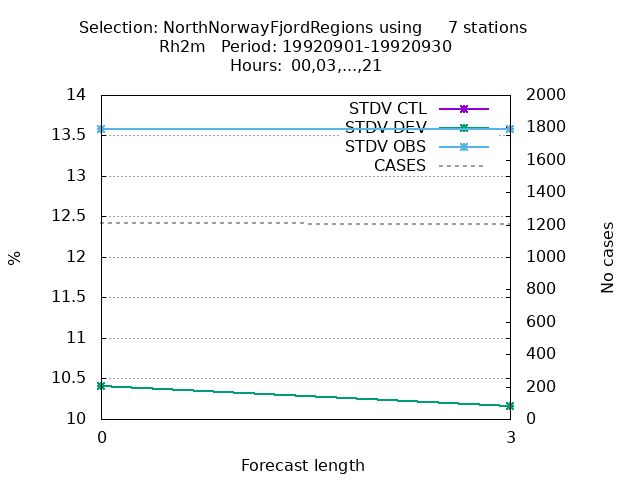 Selection: NorthNorwayFjordRegions using     7 stations
Rh2m   Period: 19920901-19920930
Hours:  00,03,...,21
14
13.5
13
12.5
12
11.5
11
10.5
10
2000
1800
1600
1400
1200
1000
800
600
400
200
0
STDV CTL
STDV DEV
STDV OBS
CASES
%
No cases
0
3
Forecast length